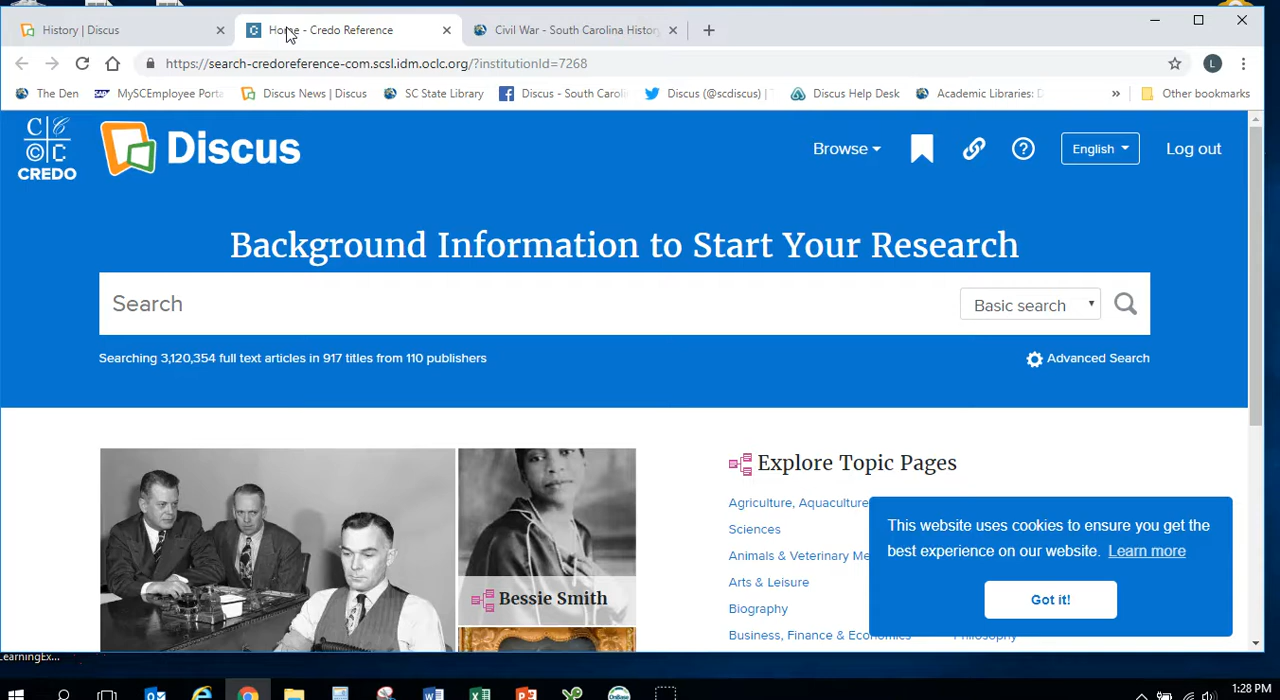 History | Discus
Home - Credo Reference
Civil War - South Carolina History
https://search-credoreference-com.scsl.idm.oclc.org/?institutionId=7268
L
The Den
MySCEmployee Porta
Discus News | Discus
SC State Library
Discus - South Caroli
Discus (@scdiscus) | T
Discus Help Desk
Academic Libraries: D
»
Other bookmarks
CREDO
Discus
Browse
English
Log out
Background Information to Start Your Research
Search
Basic search
Searching 3,120,354 full text articles in 917 titles from 110 publishers
Advanced Search
Bessie Smith
Explore Topic Pages
Agriculture, Aquaculture
Sciences
Animals & Veterinary Me
Arts & Leisure
Biography
Business, Finance & Economics
Philosophy
This website uses cookies to ensure you get the
best experience on our website. Learn more
Got it!
LearningEx...
1:28 PM